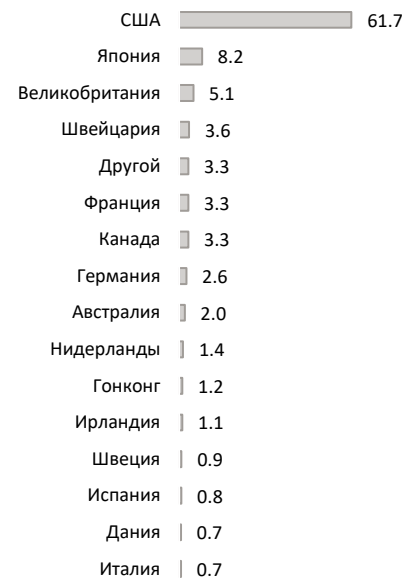 США 61.7
Япония 8.2
Великобритания 5.1
Швейцария 3.6
Другой 3.3
Франция 3.3
Канада 3.3
Германия 2.6
Австралия 2.0
Нидерланды 1.4
Гонконг 1.2
Ирландия 1.1
Швеция 0.9
Испания 0.8
Дания 0.7
Италия 0.7